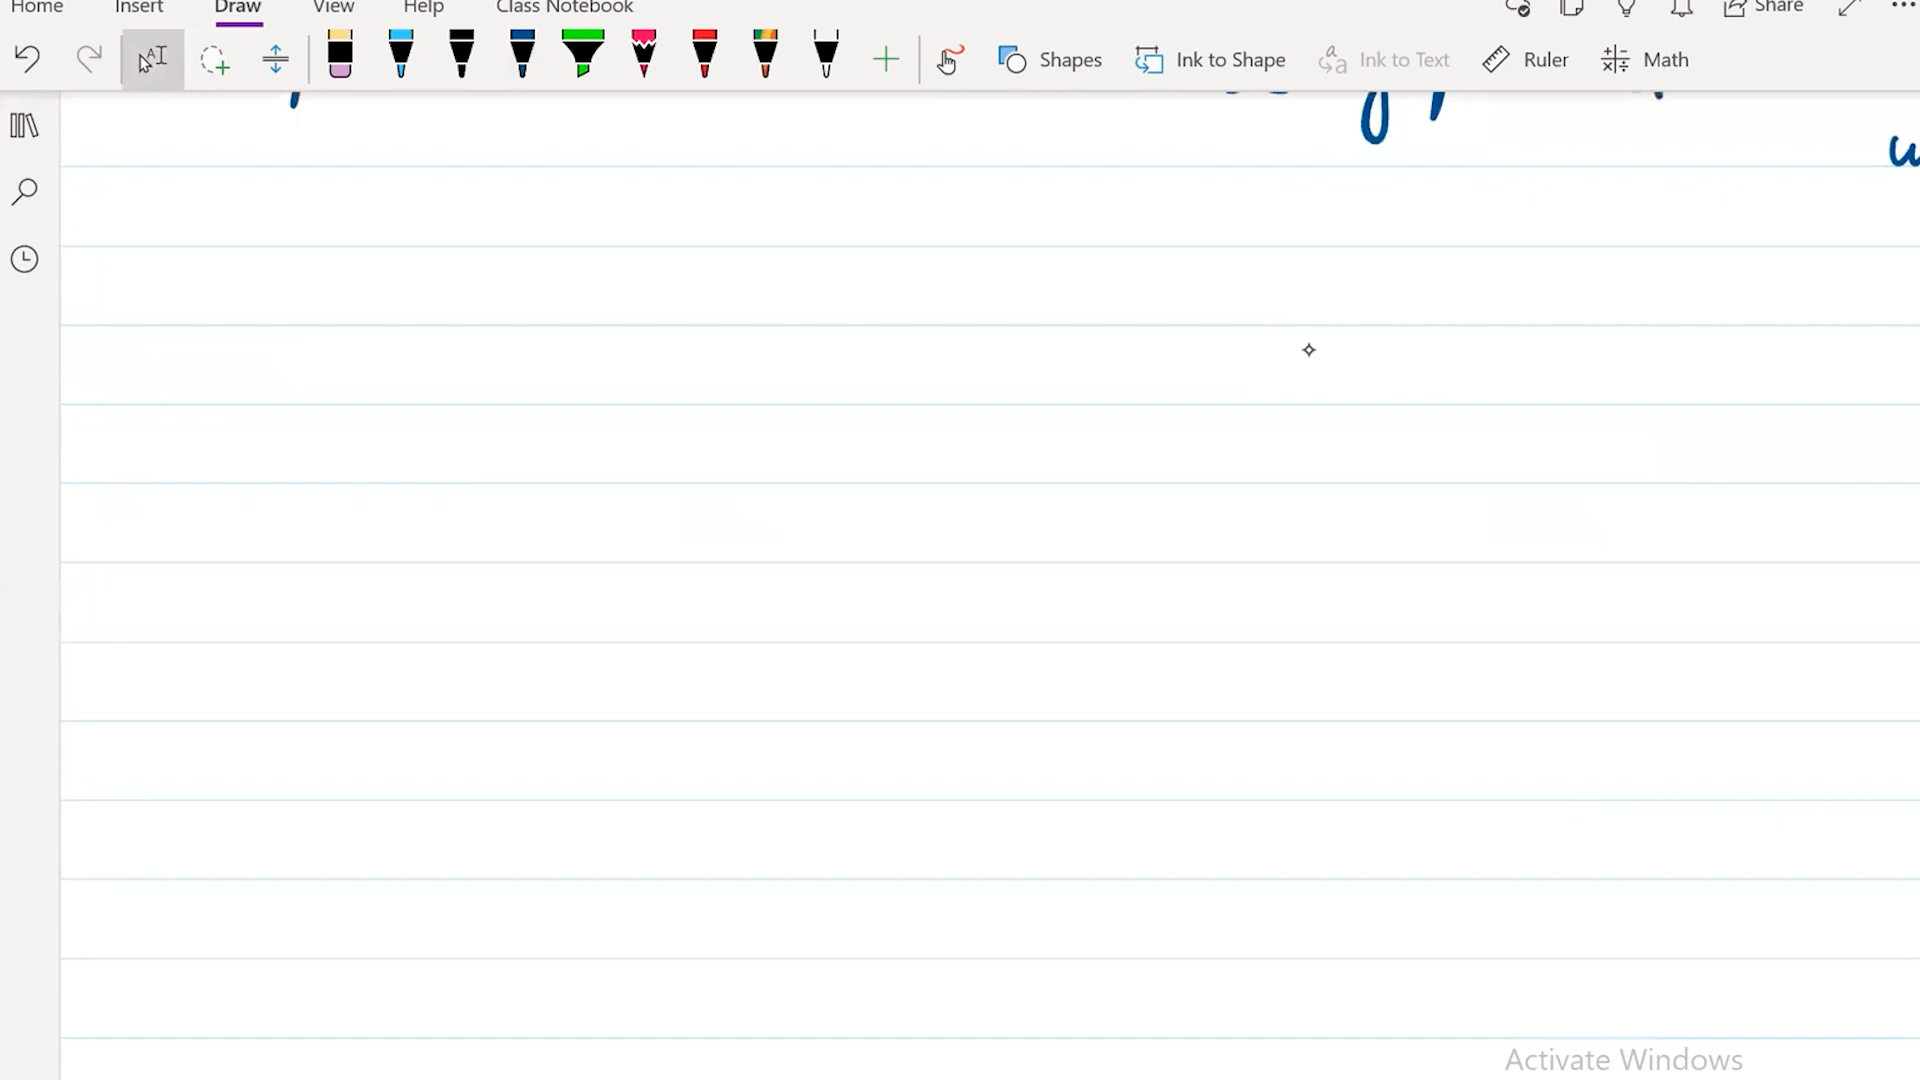 Home Insert Draw View Help Class Notebook Share
Shapes Ink to Shape Ink to Text Ruler Math
Activate Windows